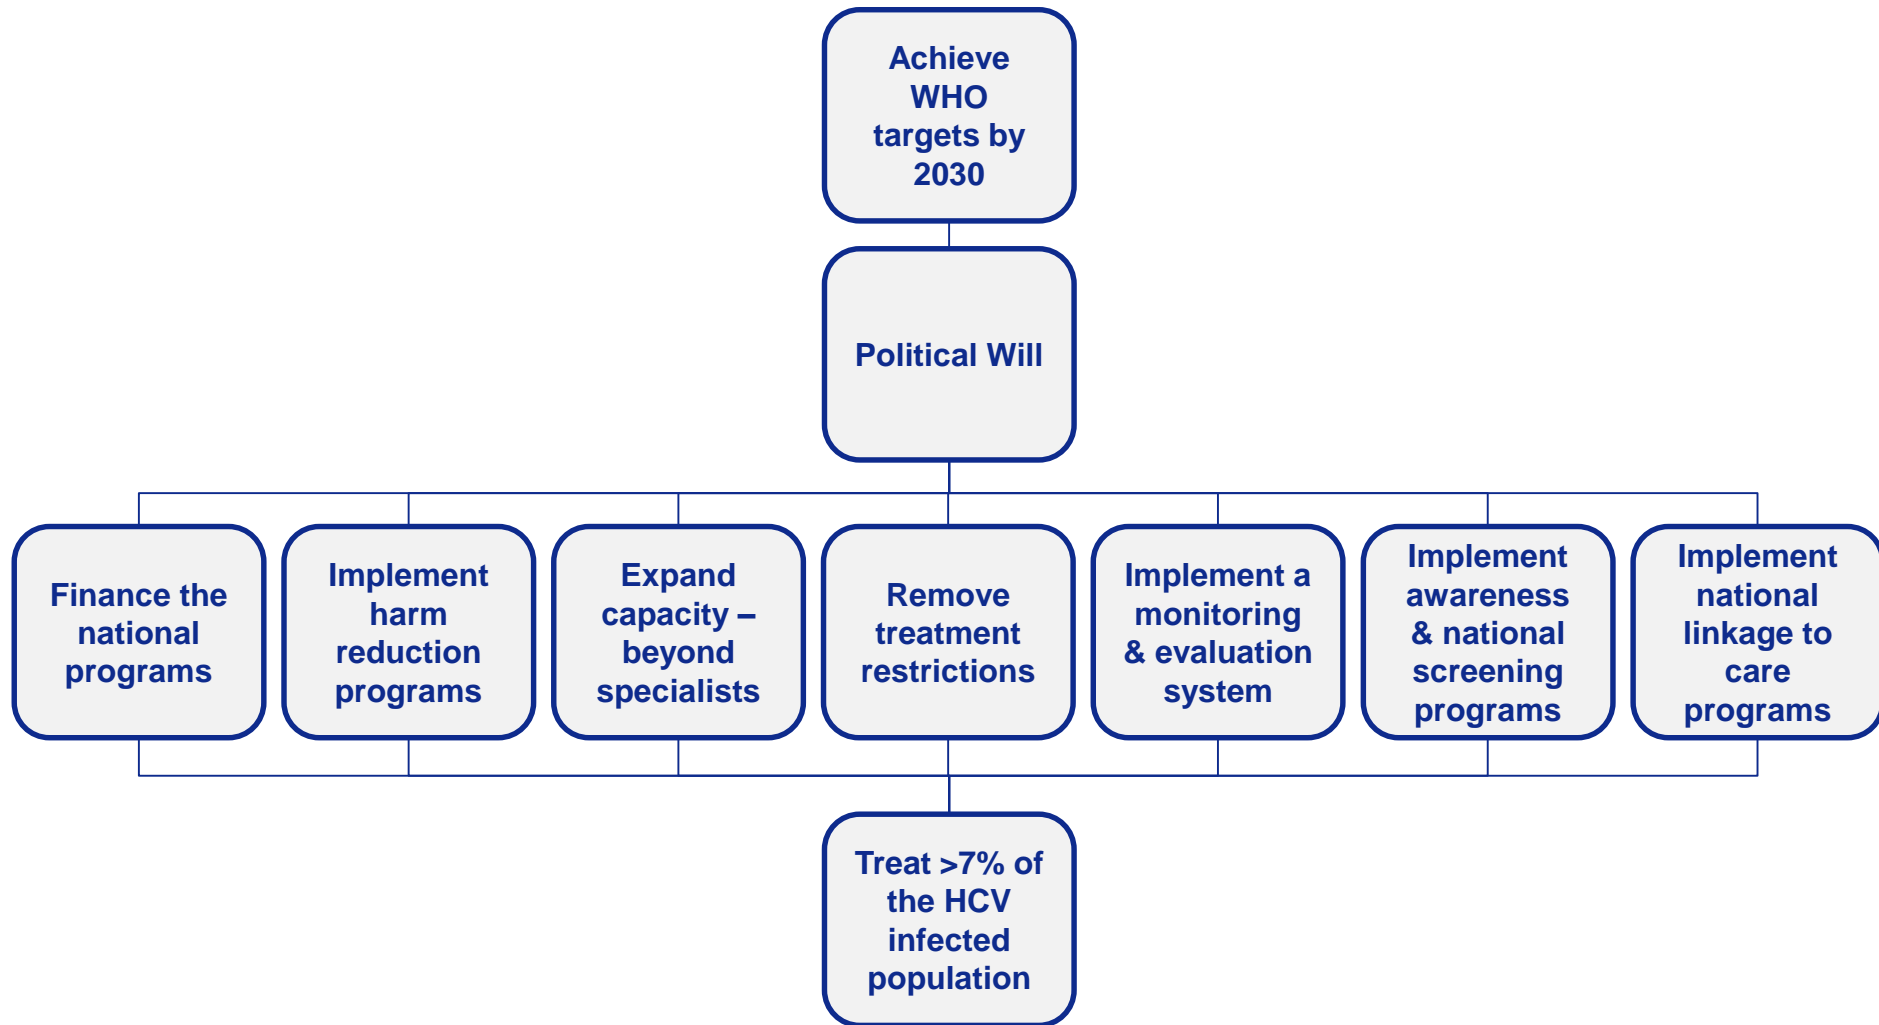 Achieve
WHO
targets by
2030
Political Will
Finance the
national
programs
Implement
harm
reduction
programs
Expand
capacity –
beyond
specialists
Remove
treatment
restrictions
Implement a
monitoring
& evaluation
system
Implement
awareness
& national
screening
programs
Implement
national
linkage to
care
programs
Treat >7% of
the HCV
infected
population